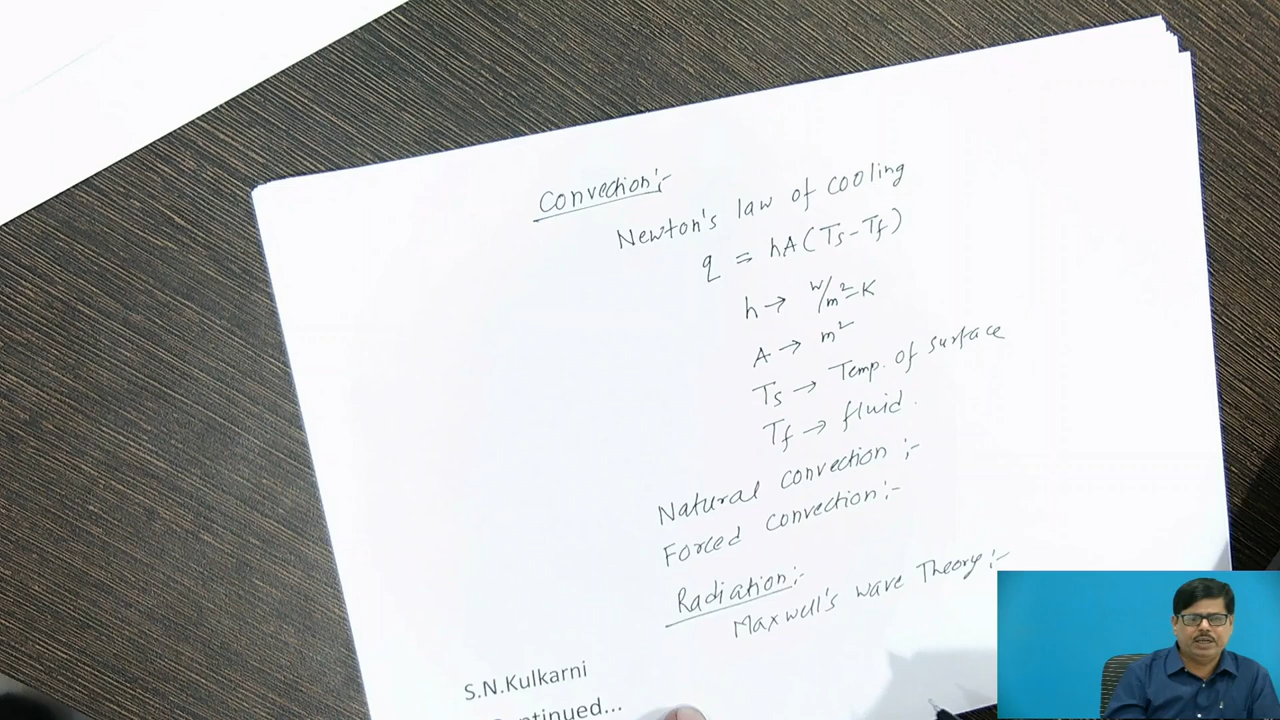 Convection:-
Newton's law of cooling
q = hA(Ts-Tf)
h → W/m²-K
A → m²
Ts → Temp. of surface
Tf → fluid.
Natural convection:-
Forced convection:-
Radiation:-
Maxwell's wave Theory:-
S.N.Kulkarni
Continued...